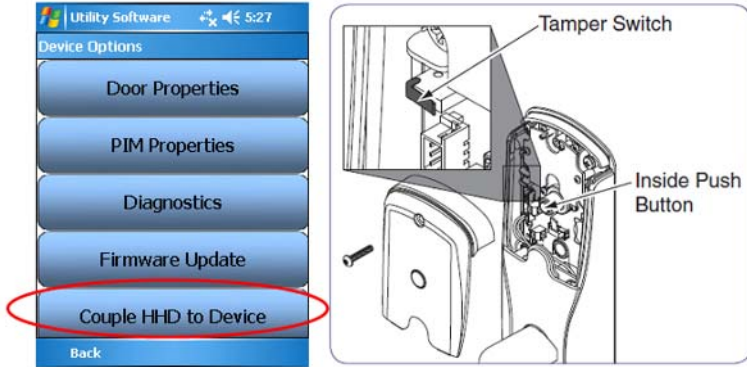 Utility Software 5:27
Device Options
Door Properties
PIM Properties
Diagnostics
Firmware Update
Couple HHD to Device
Back
Tamper Switch
Inside Push
Button